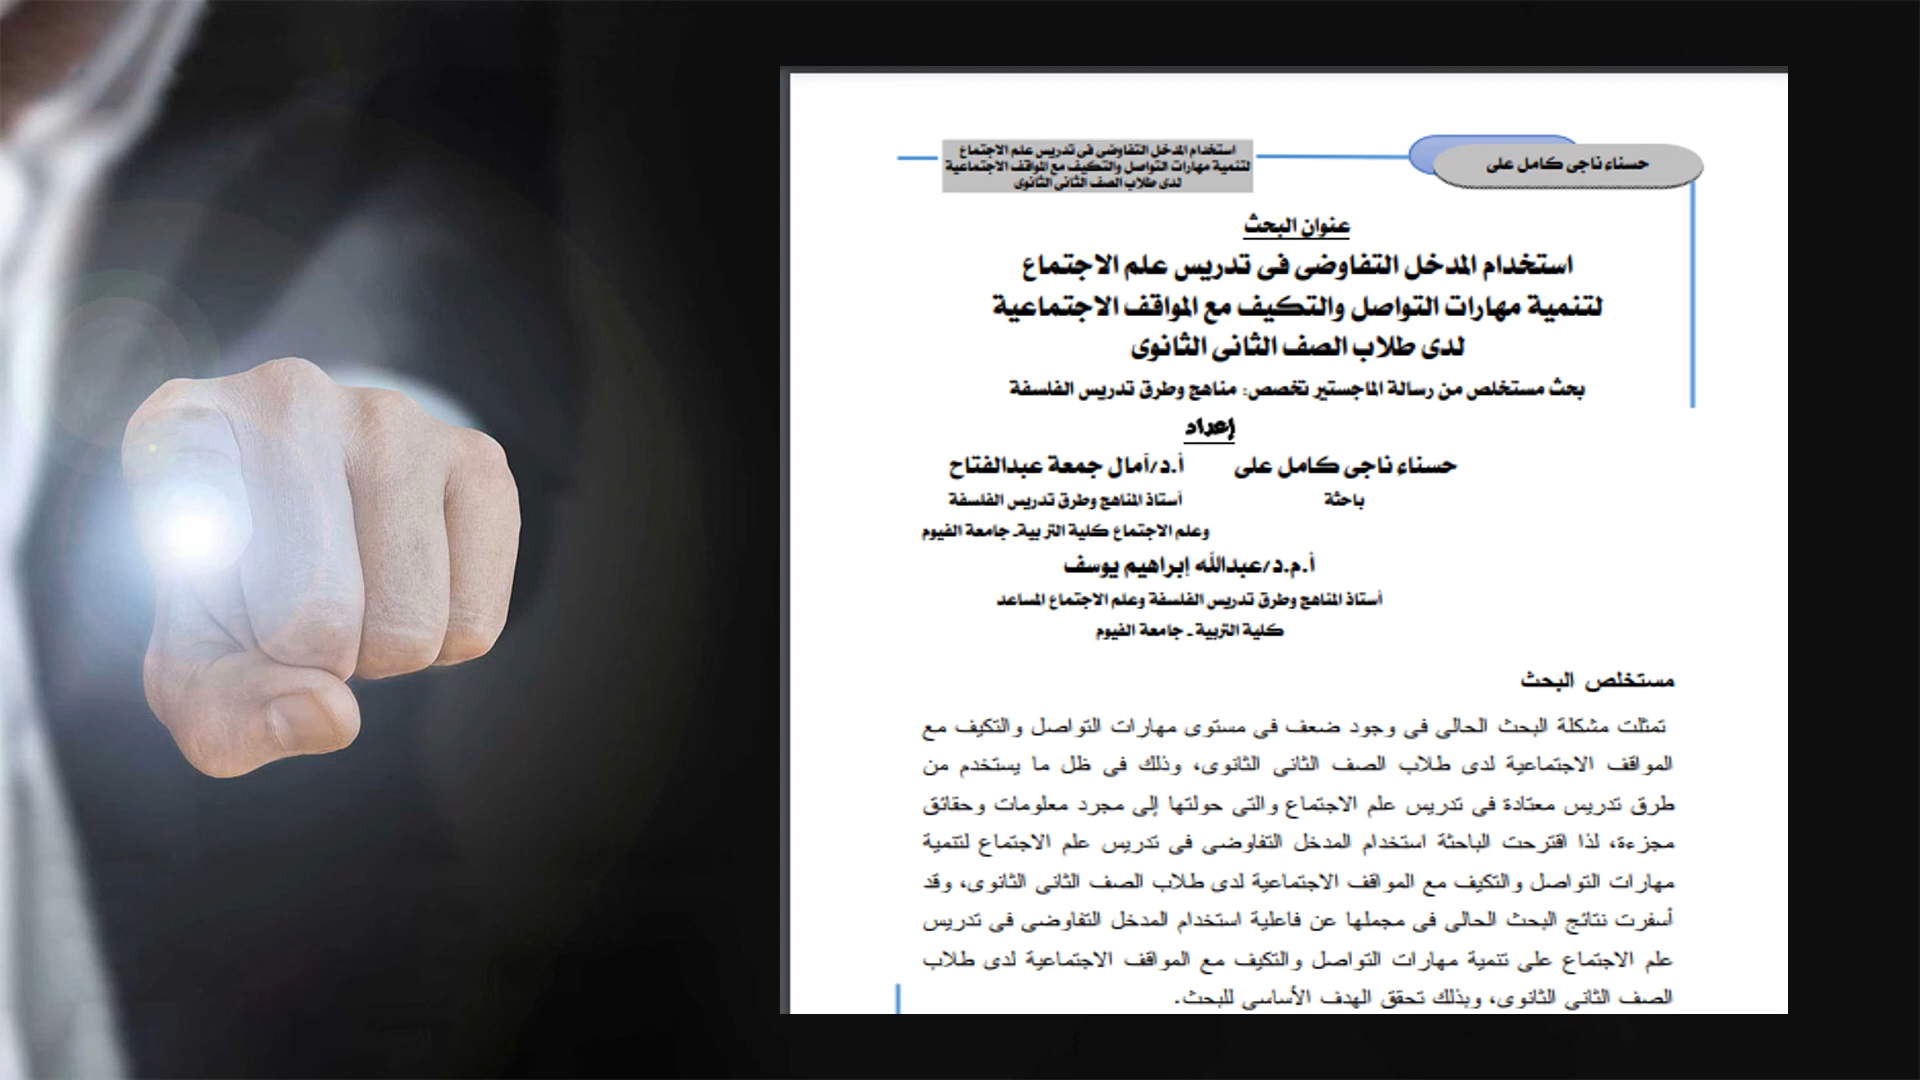 حسناء ناجى كامل على
استخدام المدخل التفاوضى فى تدريس علم الاجتماع
لتنمية مهارات التواصل والتكيف مع المواقف الاجتماعية
لدى طلاب الصف الثانى الثانوى
عنوان البحث
استخدام المدخل التفاوضى فى تدريس علم الاجتماع
لتنمية مهارات التواصل والتكيف مع المواقف الاجتماعية
لدى طلاب الصف الثانى الثانوى
بحث مستخلص من رسالة الماجستير تخصص: مناهج وطرق تدريس الفلسفة
إعداد
حسناء ناجى كامل على أ.د/آمال جمعة عبدالفتاح
باحثة أستاذ المناهج وطرق تدريس الفلسفة
وعلم الاجتماع كلية التربية- جامعة الفيوم
أ.م.د/عبدالله إبراهيم يوسف
أستاذ المناهج وطرق تدريس الفلسفة وعلم الاجتماع المساعد
كلية التربية - جامعة الفيوم
مستخلص البحث
تمثلت مشكلة البحث الحالى فى وجود ضعف فى مستوى مهارات التواصل والتكيف مع
المواقف الاجتماعية لدى طلاب الصف الثانى الثانوى، وذلك فى ظل ما يستخدم من
طرق تدريس معتادة فى تدريس علم الاجتماع والتى حولتها إلى مجرد معلومات وحقائق
مجزءة، لذا اقترحت الباحثة استخدام المدخل التفاوضى فى تدريس علم الاجتماع لتنمية
مهارات التواصل والتكيف مع المواقف الاجتماعية لدى طلاب الصف الثانى الثانوى، وقد
أسفرت نتائج البحث الحالى فى مجملها عن فاعلية استخدام المدخل التفاوضى فى تدريس
علم الاجتماع على تنمية مهارات التواصل والتكيف مع المواقف الاجتماعية لدى طلاب
الصف الثانى الثانوى، وبذلك تحقق الهدف الأساسى للبحث.